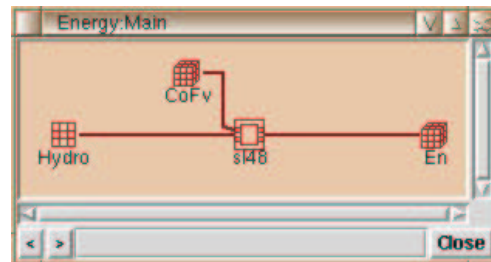 Energy:Main
CoFv
Hydro
sl48
En
< >
Close